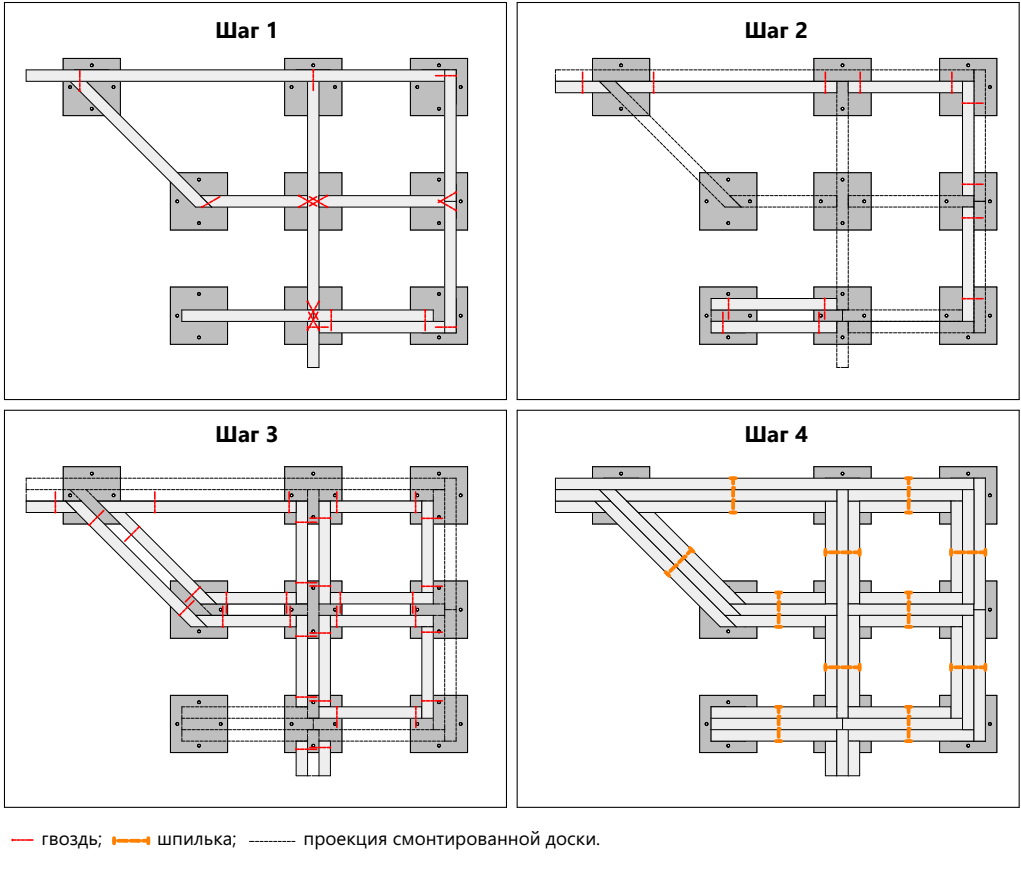 Шаг 1
Шаг 2
Шаг 3
Шаг 4
гвоздь; шпилька; проекция смонтированной доски.